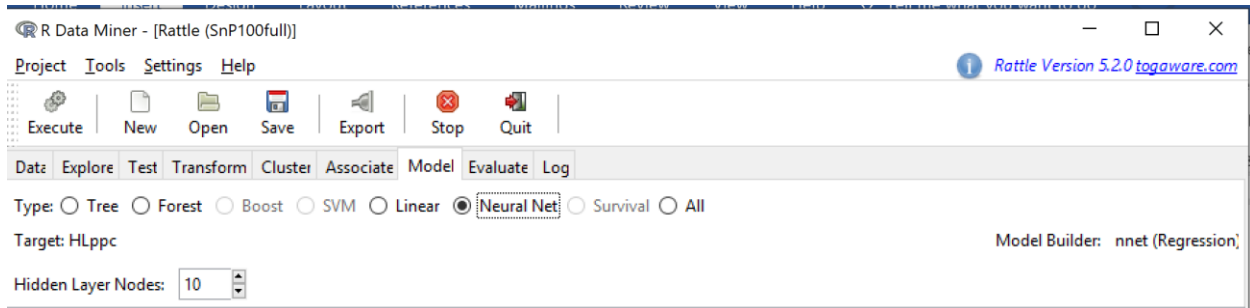 R Data Miner - [Rattle (SnP100full)]
Project Tools Settings Help
Rattle Version 5.2.0 togaware.com
Execute New Open Save Export Stop Quit
Data Explore Test Transform Cluster Associate Model Evaluate Log
Type: Tree Forest Boost SVM Linear Neural Net Survival All
Target: HLppc
Model Builder: nnet (Regression)
Hidden Layer Nodes: 10